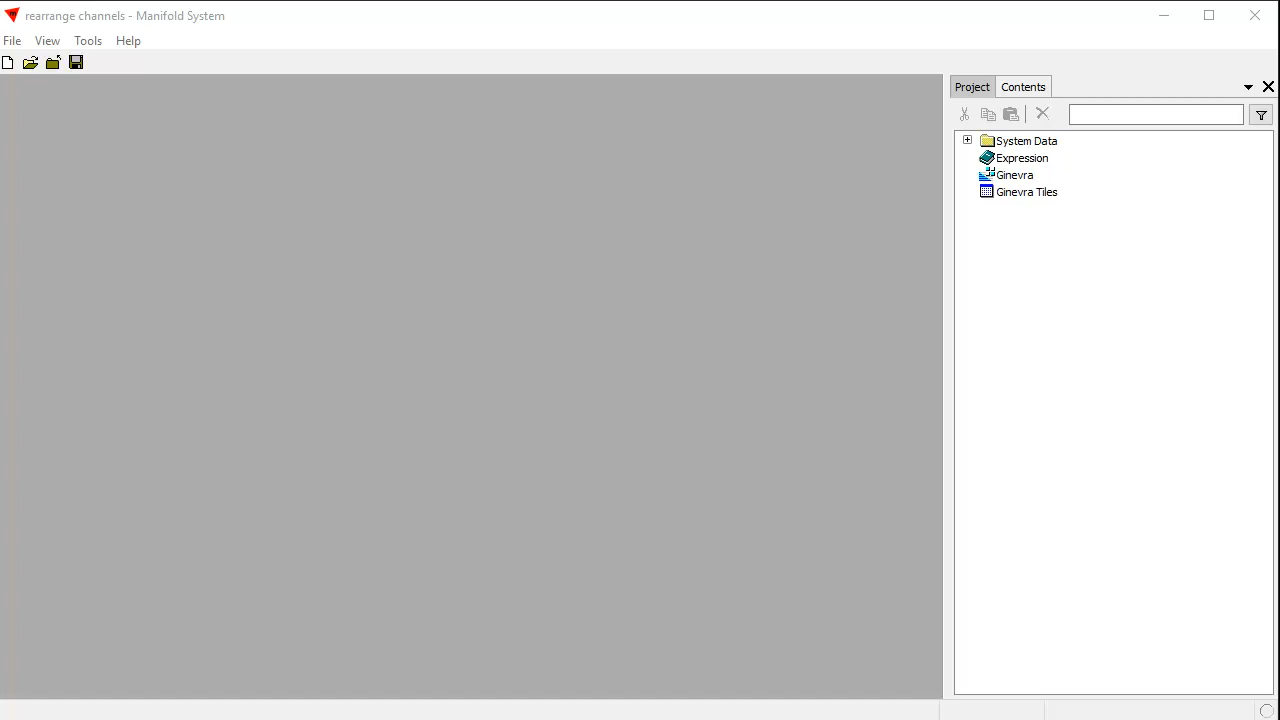 rearrange channels - Manifold System
File View Tools Help
Project Contents
System Data
Expression
Ginevra
Ginevra Tiles